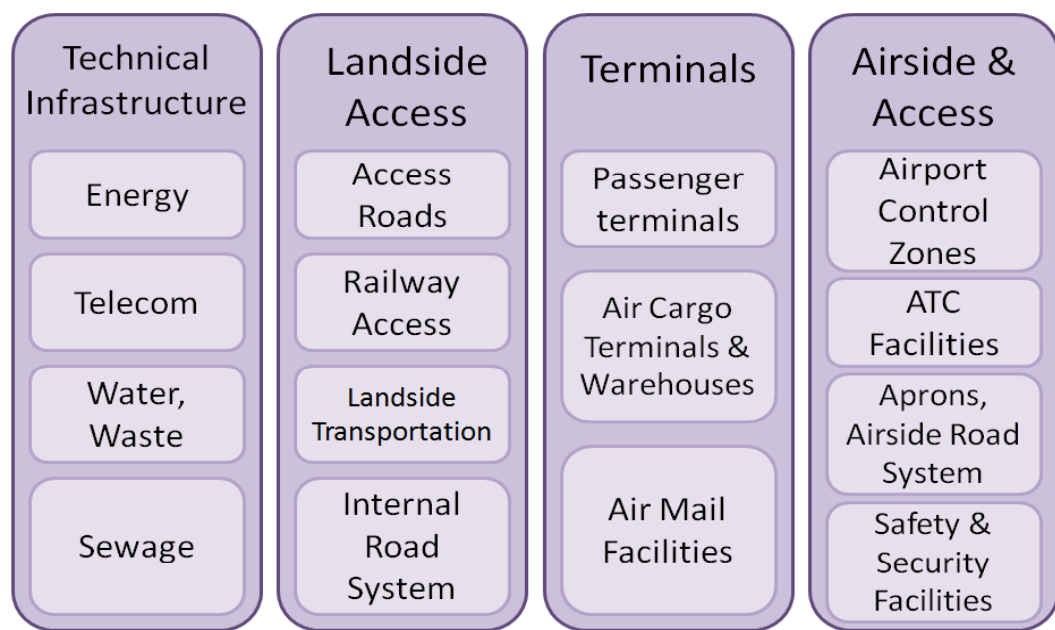 Technical
Infrastructure
Energy
Telecom
Water,
Waste
Sewage
Landside
Access
Access
Roads
Railway
Access
Landside
Transportation
Internal
Road
System
Terminals
Passenger
terminals
Air Cargo
Terminals &
Warehouses
Air Mail
Facilities
Airside &
Access
Airport
Control
Zones
ATC
Facilities
Aprons,
Airside Road
System
Safety &
Security
Facilities